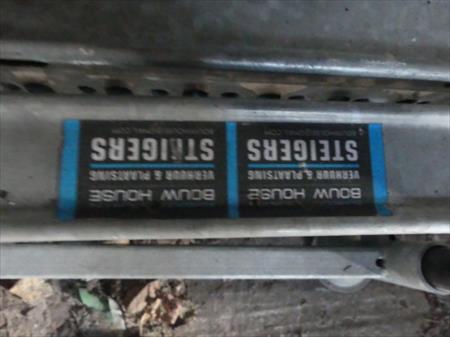 BOUW HOUSE
VERHUUR & PLAATSING
STEIGERS
BOUW HOUSE
VERHUUR & PLAATSING
STEIGERS